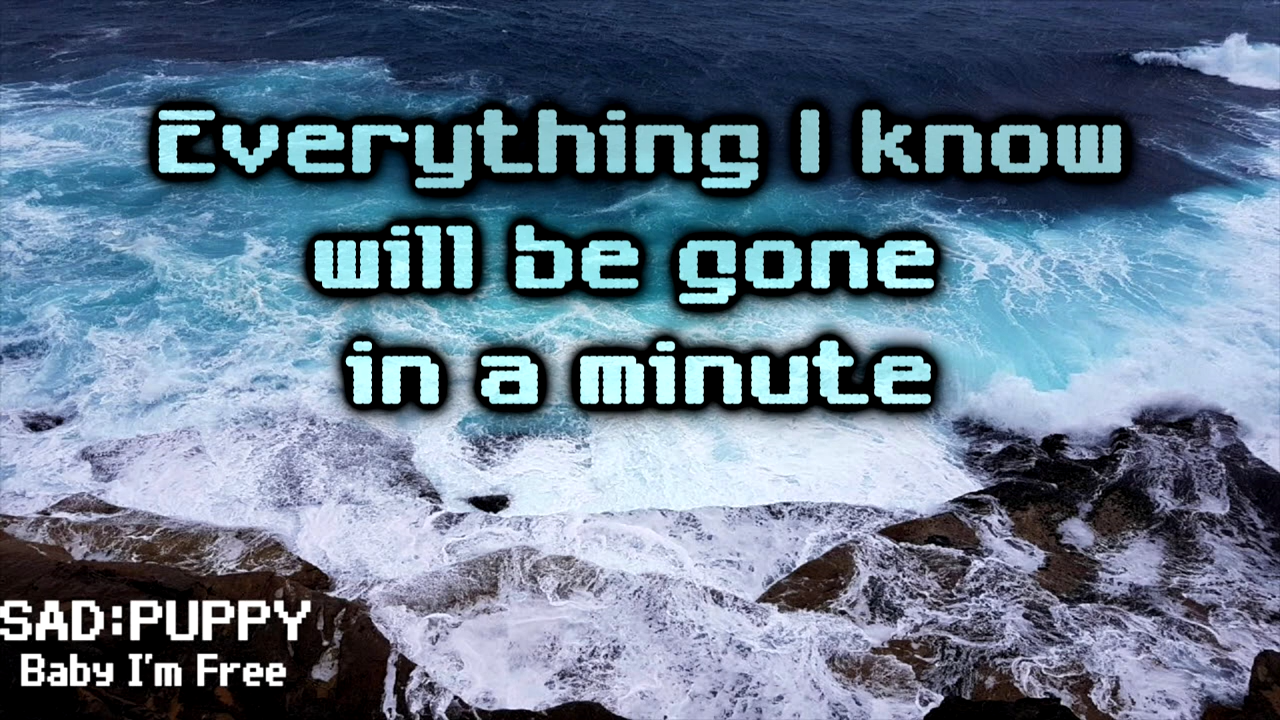 Everything I know
will be gone
in a minute
SAD:PUPPY
Baby I'm Free